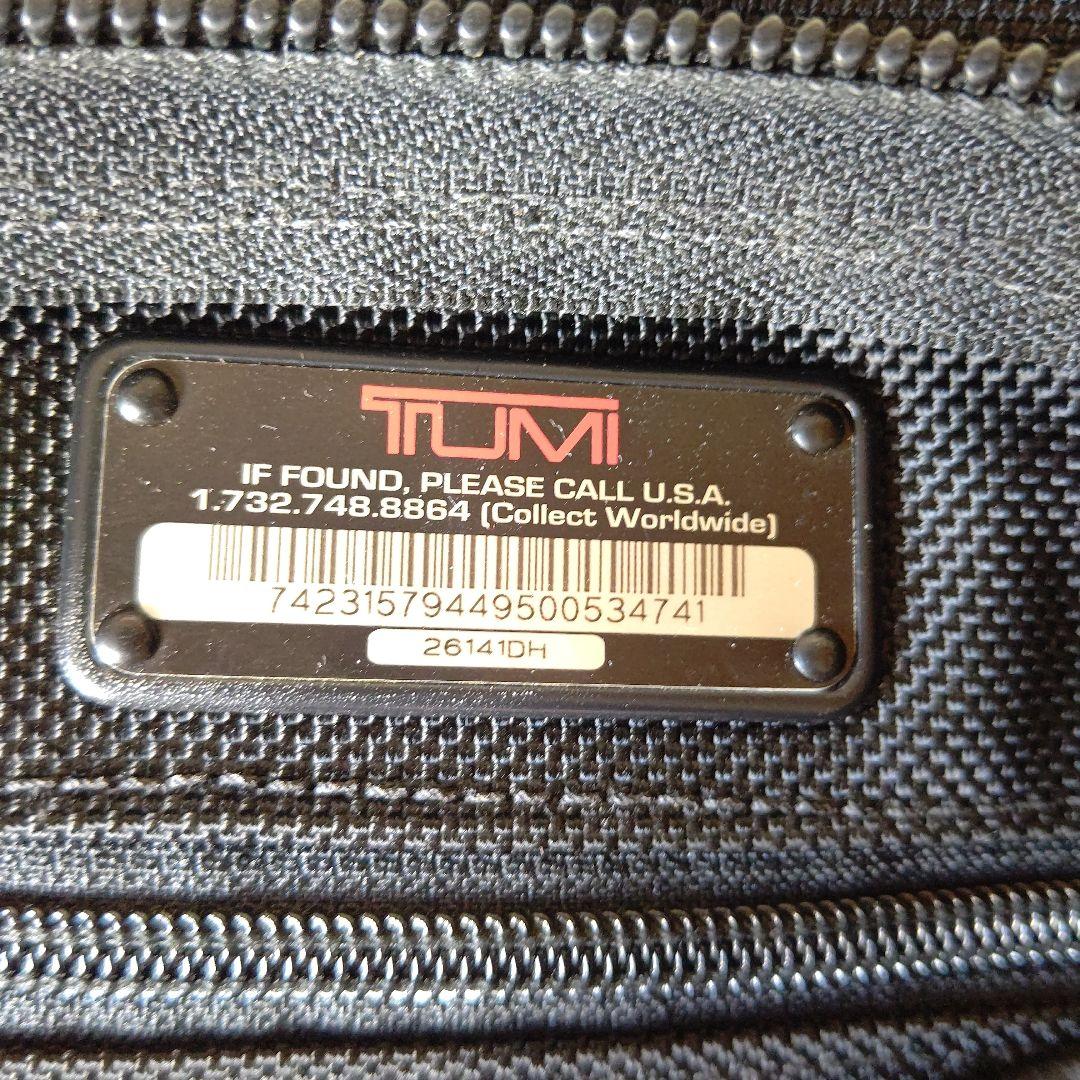 TUMI
IF FOUND, PLEASE CALL U.S.A.
1.732.748.8864 (Collect Worldwide)
74231579449500534741
26141DH